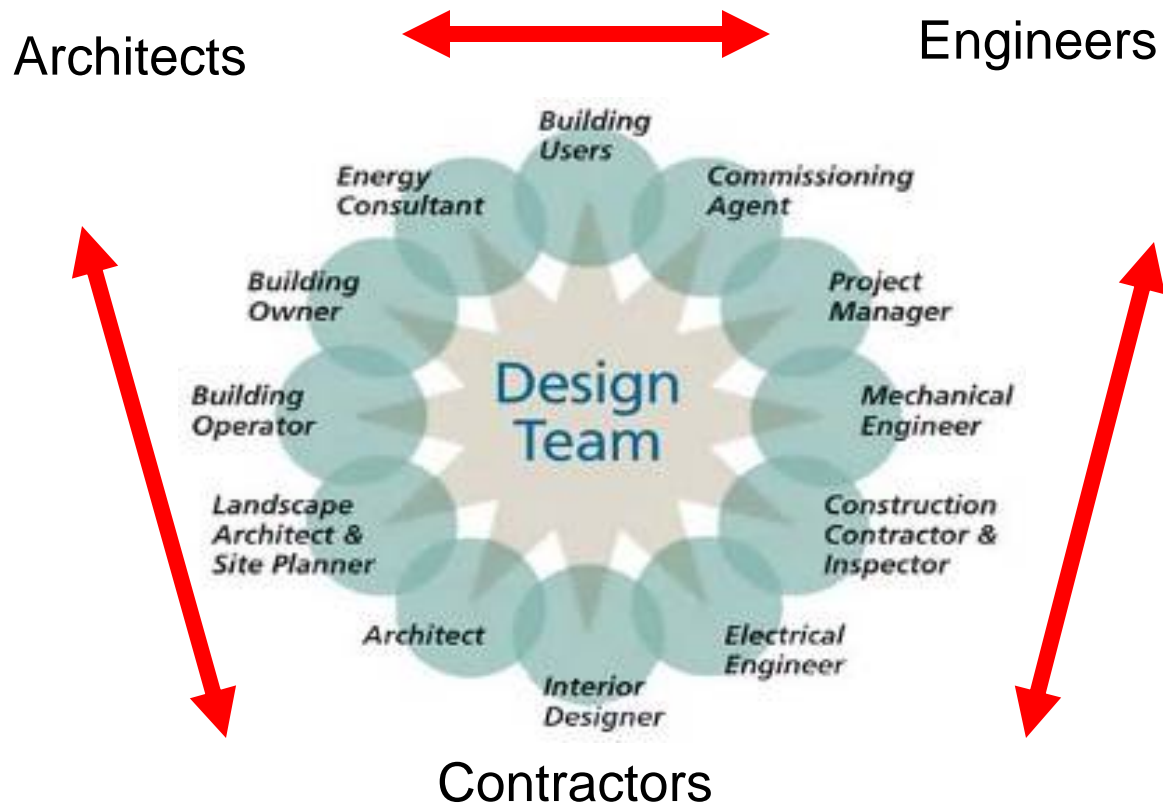 Architects
Engineers
Building
Users
Energy
Consultant
Commissioning
Agent
Building
Owner
Project
Manager
Design
Team
Building
Operator
Mechanical
Engineer
Landscape
Architect &
Site Planner
Construction
Contractor &
Inspector
Architect
Electrical
Engineer
Interior
Designer
Contractors